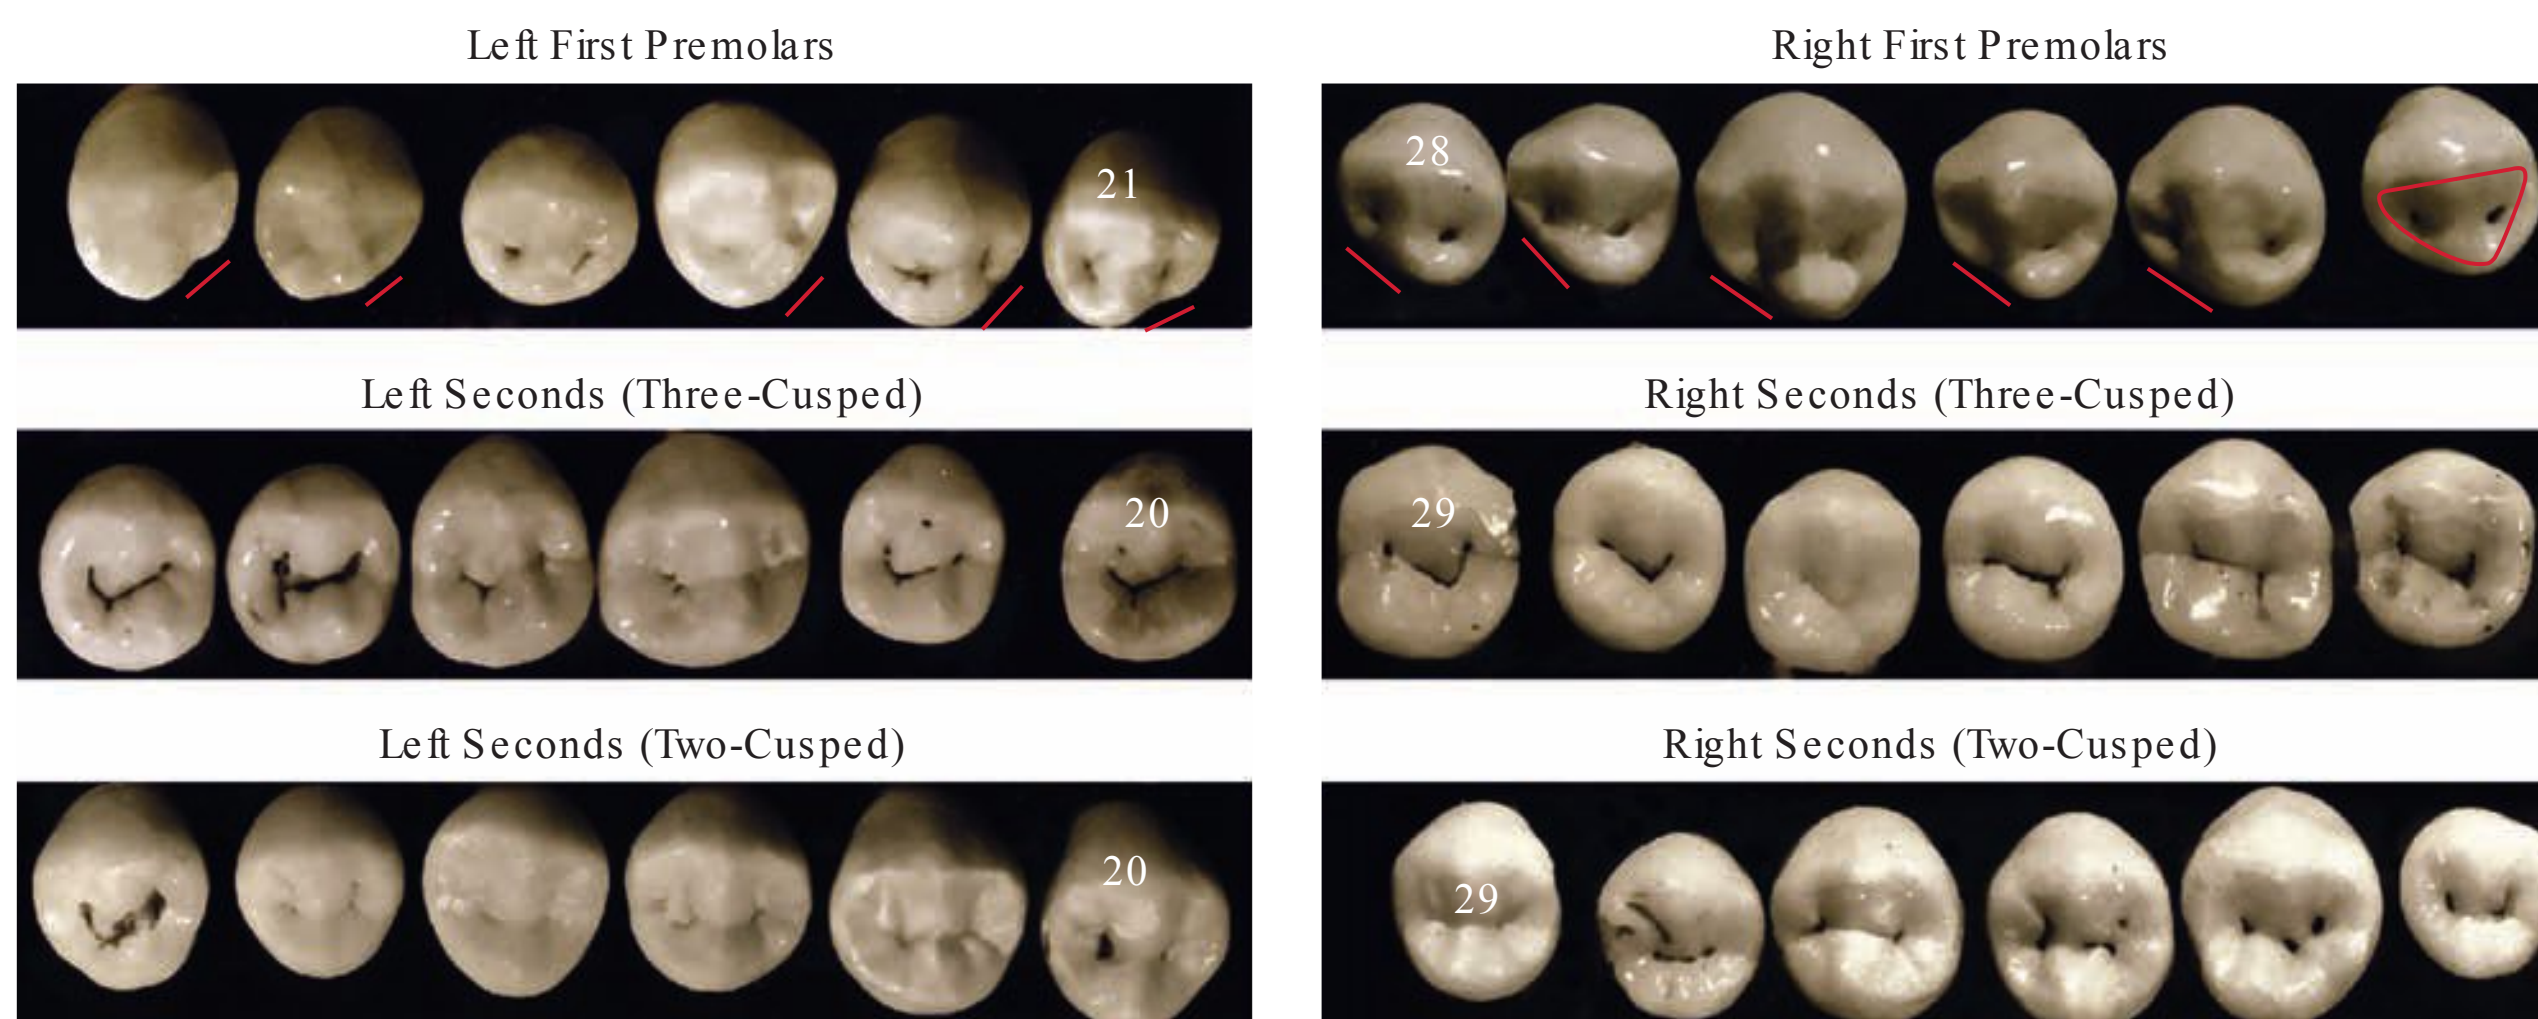 Left First Premolars
21
Left Seconds (Three-Cusped)
20
Left Seconds (Two-Cusped)
20
Right First Premolars
28
Right Seconds (Three-Cusped)
29
Right Seconds (Two-Cusped)
29